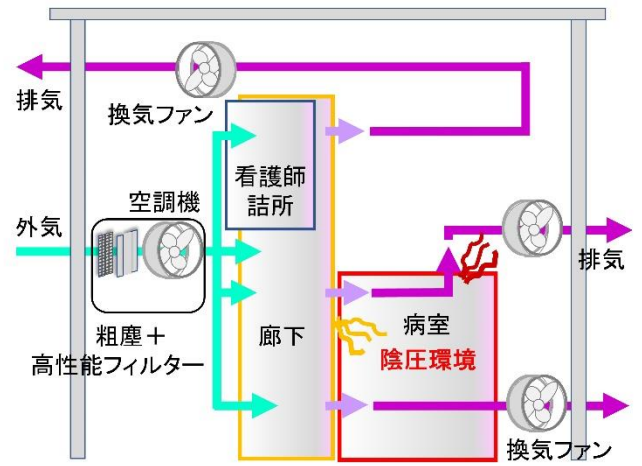 排気
換気ファン
看護師
詰所
空調機
外気
排気
粗塵＋
高性能フィルター
廊下
病室
陰圧環境
換気ファン